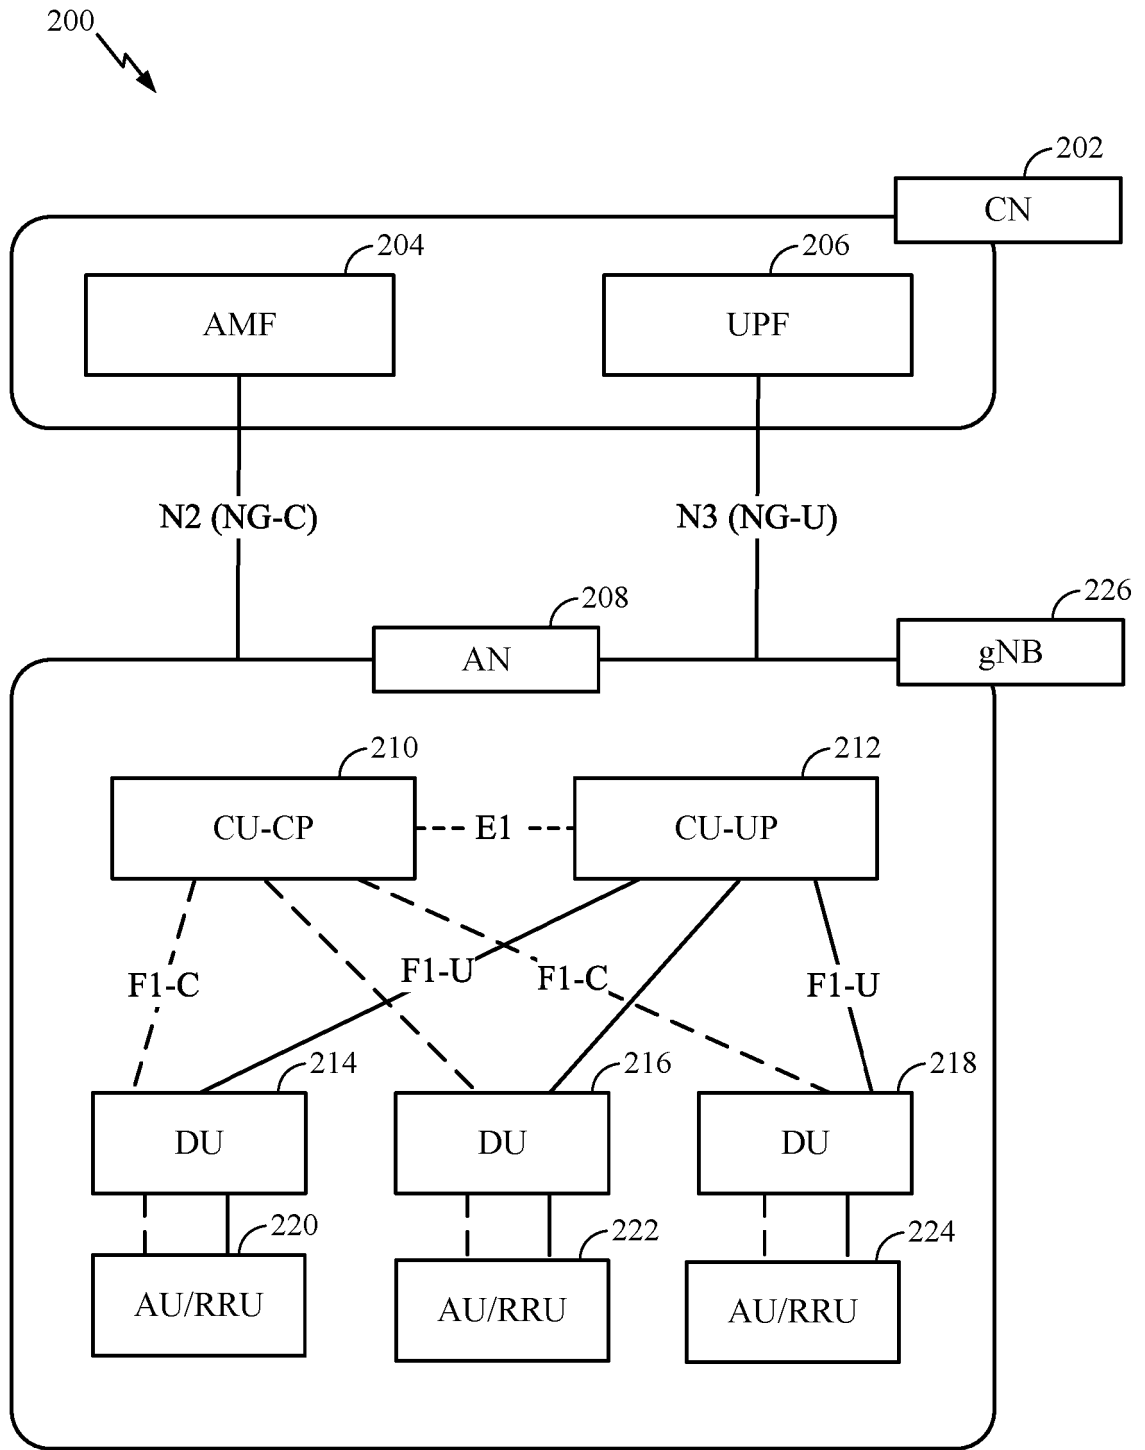 200
202
CN
204
206
AMF
UPF
N2 (NG-C)
N3 (NG-U)
208
226
AN
gNB
210
212
CU-CP
E1
CU-UP
F1-C
F1-U
F1-C
F1-U
214
216
218
DU
DU
DU
220
222
224
AU/RRU
AU/RRU
AU/RRU